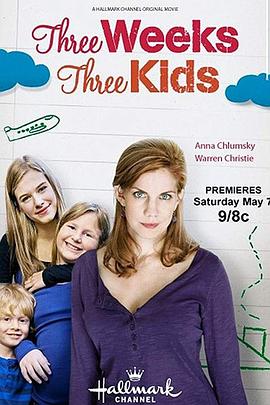 A HALLMARK CHANNEL ORIGINAL MOVIE
Three Weeks
Three Kids
Anna Chlumsky
Warren Christie
PREMIERES
Saturday May 7
9/8c
Hallmark
CHANNEL